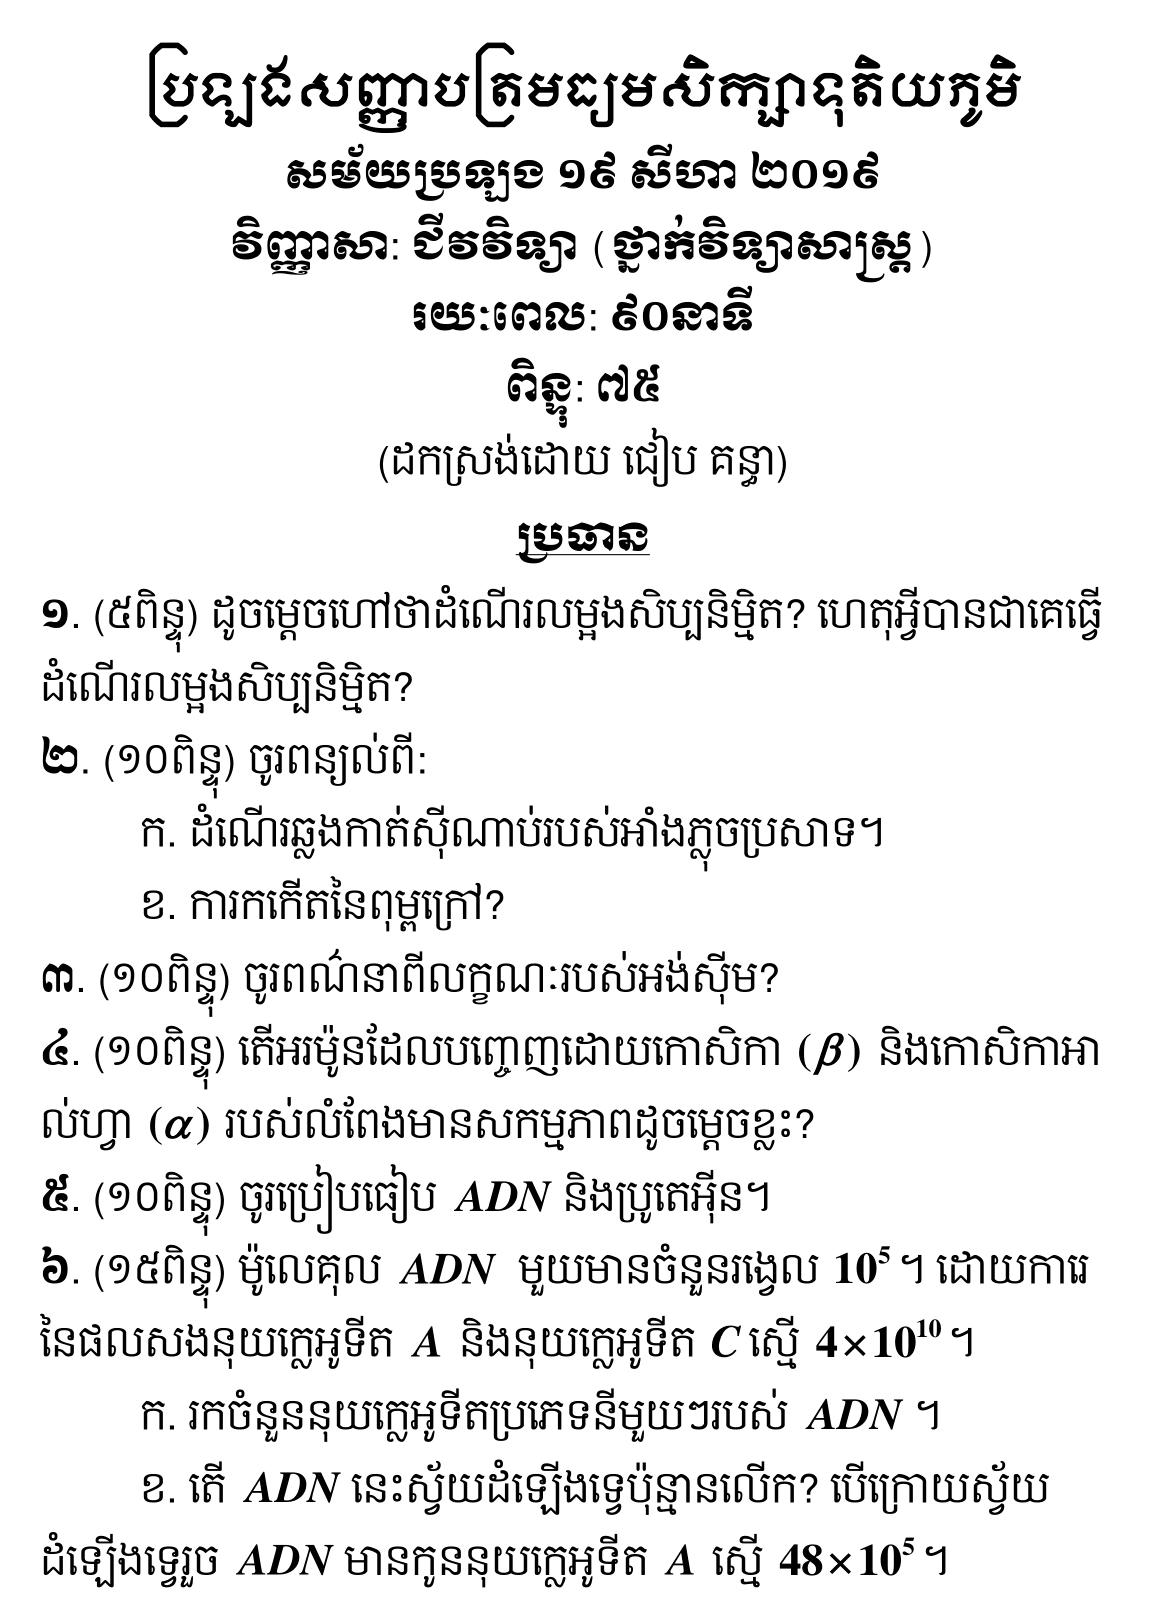 ប្រឡងសញ្ញាបត្រមធ្យមសិក្សាទុតិយភូមិ
សម័យប្រឡង ១៩ សីហា ២០១៩
វិញ្ញាសា: ជីវវិទ្យា (ថ្នាក់វិទ្យាសាស្ត្រ)
រយ:ពេល: ៩០នាទី
ពិន្ទុ: ៧៥
(ដកស្រង់ដោយ ជៀប គន្ធា)
ប្រធាន
១. (៥ពិន្ទុ) ដូចម្ដេចហៅថាដំណើរលម្អងសិប្បនិម្មិត? ហេតុអ្វីបានជាគេធ្វើ
ដំណើរលម្អងសិប្បនិម្មិត?
២. (១០ពិន្ទុ) ចូរពន្យល់ពី:
ក. ដំណើរឆ្លងកាត់ស៊ីណាប់របស់អាំងភ្លុចប្រសាទ។
ខ. ការកកើតនៃពុម្ពក្រៅ?
៣. (១០ពិន្ទុ) ចូរពណ៌នាពីលក្ខណៈរបស់អង់ស៊ីម?
៤. (១០ពិន្ទុ) តើអរម៉ូនដែលបញ្ចេញដោយកោសិកា (β) និងកោសិកាអា
ល់ហ្វា (α) របស់លំពែងមានសកម្មភាពដូចម្ដេចខ្លះ?
៥. (១០ពិន្ទុ) ចូរប្រៀបធៀប ADN និងប្រូតេអ៊ីន។
៦. (១៥ពិន្ទុ) ម៉ូលេគុល ADN មួយមានចំនួនរង្វេល 10⁵ ។ ដោយការេ
នៃផលសងនុយក្លេអូទីត A និងនុយក្លេអូទីត C ស្មើ 4×10¹⁰ ។
ក. រកចំនួននុយក្លេអូទីតប្រភេទនីមួយៗរបស់ ADN ។
ខ. តើ ADN នេះស្វ័យដំឡើងទ្វេប៉ុន្មានលើក? បើក្រោយស្វ័យ
ដំឡើងទ្វេរួច ADN មានកូននុយក្លេអូទីត A ស្មើ 48×10⁵ ។